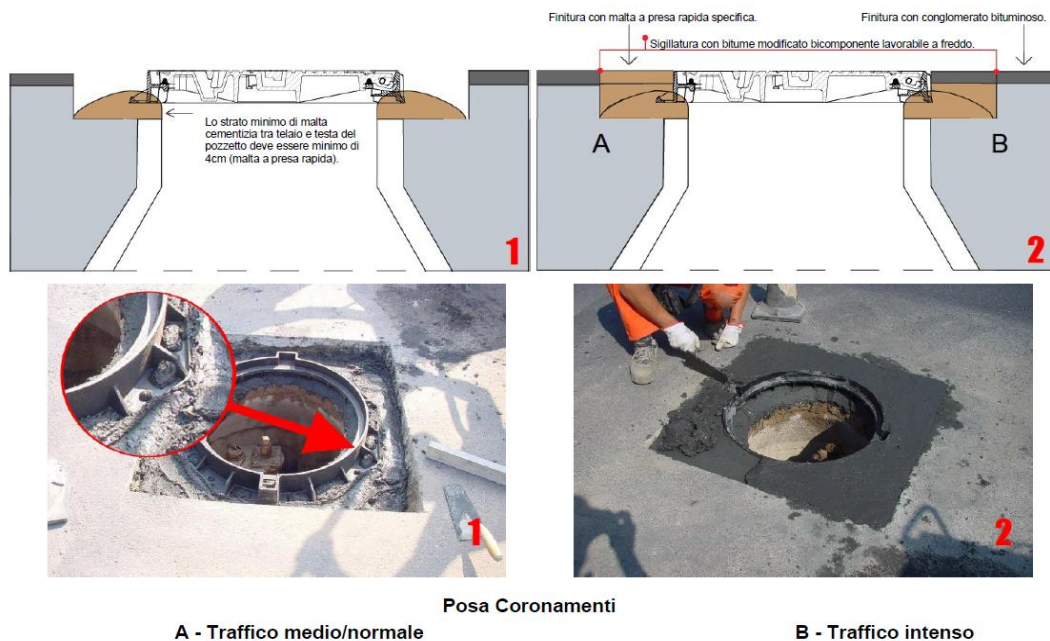 Finitura con malta a presa rapida specifica.
Finitura con conglomerato bituminoso.
Sigillatura con bitume modificato bicomponente lavorabile a freddo.
Lo strato minimo di malta
cementizia tra telaio e testa del
pozzetto deve essere minimo di
4cm (malta a presa rapida).
1
A
B
2
1
2
Posa Coronamenti
A - Traffico medio/normale
B - Traffico intenso